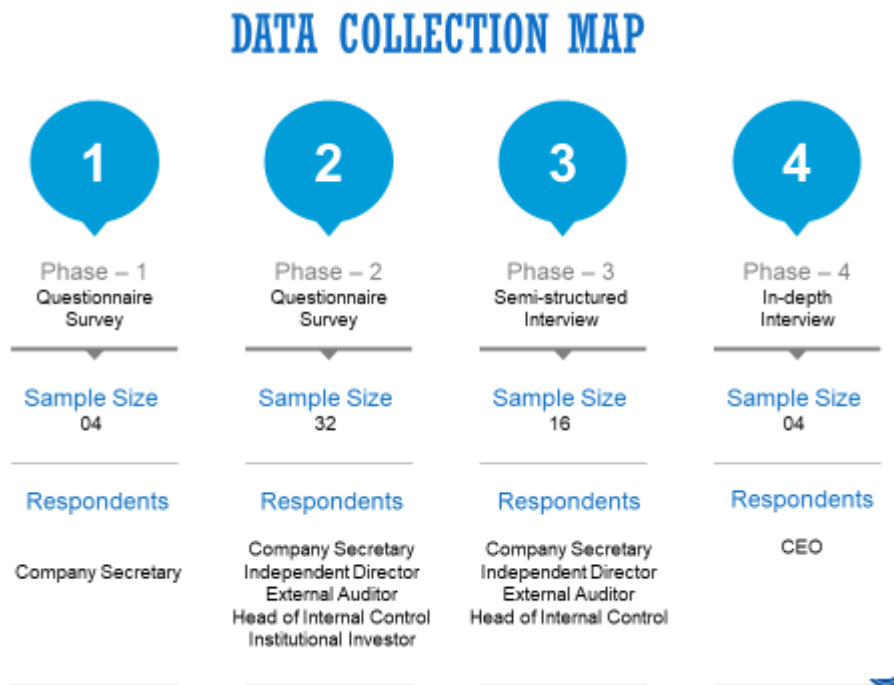 DATA COLLECTION MAP
1
2
3
4
Phase – 1
Questionnaire
Survey
Phase – 2
Questionnaire
Survey
Phase – 3
Semi-structured
Interview
Phase – 4
In-depth
Interview
Sample Size
04
Sample Size
32
Sample Size
16
Sample Size
04
Respondents
Company Secretary
Respondents
Company Secretary
Independent Director
External Auditor
Head of Internal Control
Institutional Investor
Respondents
Company Secretary
Independent Director
External Auditor
Head of Internal Control
Respondents
CEO